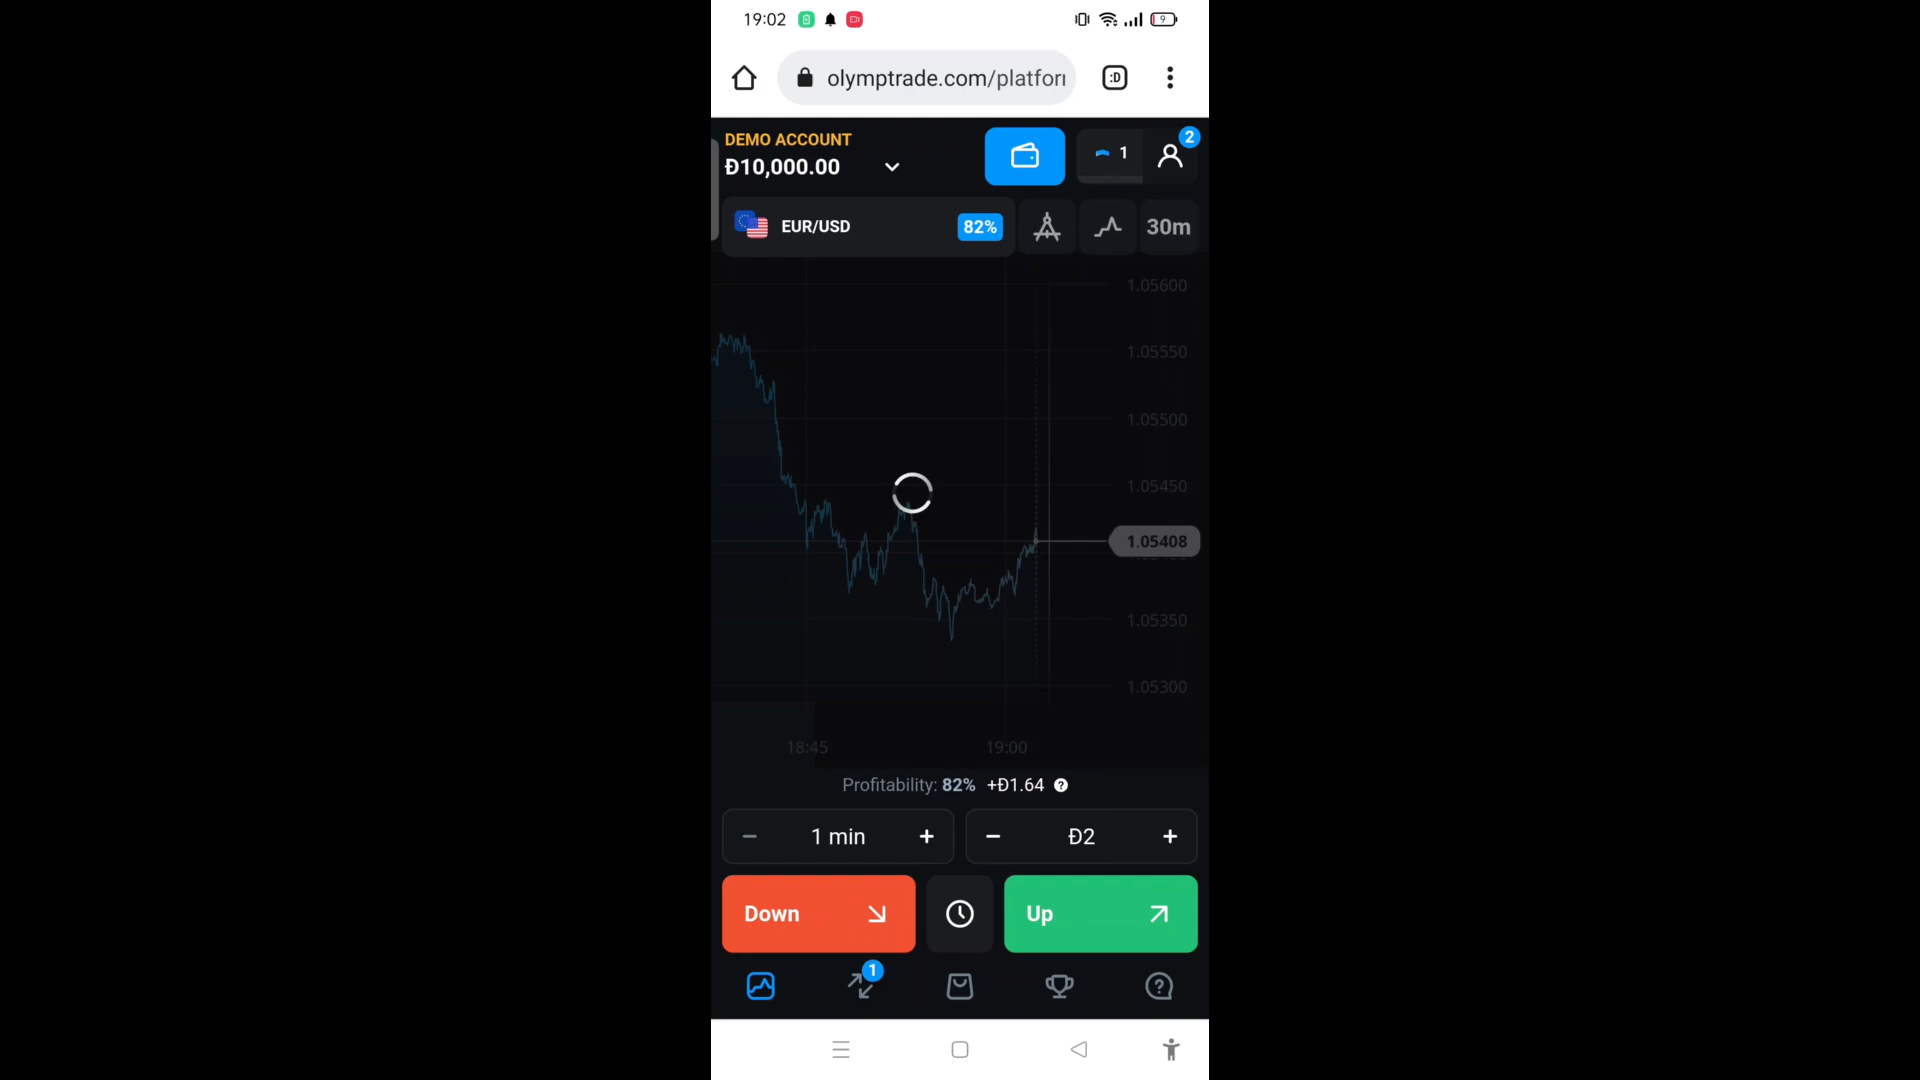 19:02
9
olymptrade.com/platforı
:D
DEMO ACCOUNT
Đ10,000.00
1
2
EUR/USD
82%
30m
1.05600
1.05550
1.05500
1.05450
1.05408
1.05350
1.05300
18:45
19:00
Profitability: 82% +Đ1.64 ?
− 1 min +
− Đ2 +
Down
Up
1
?